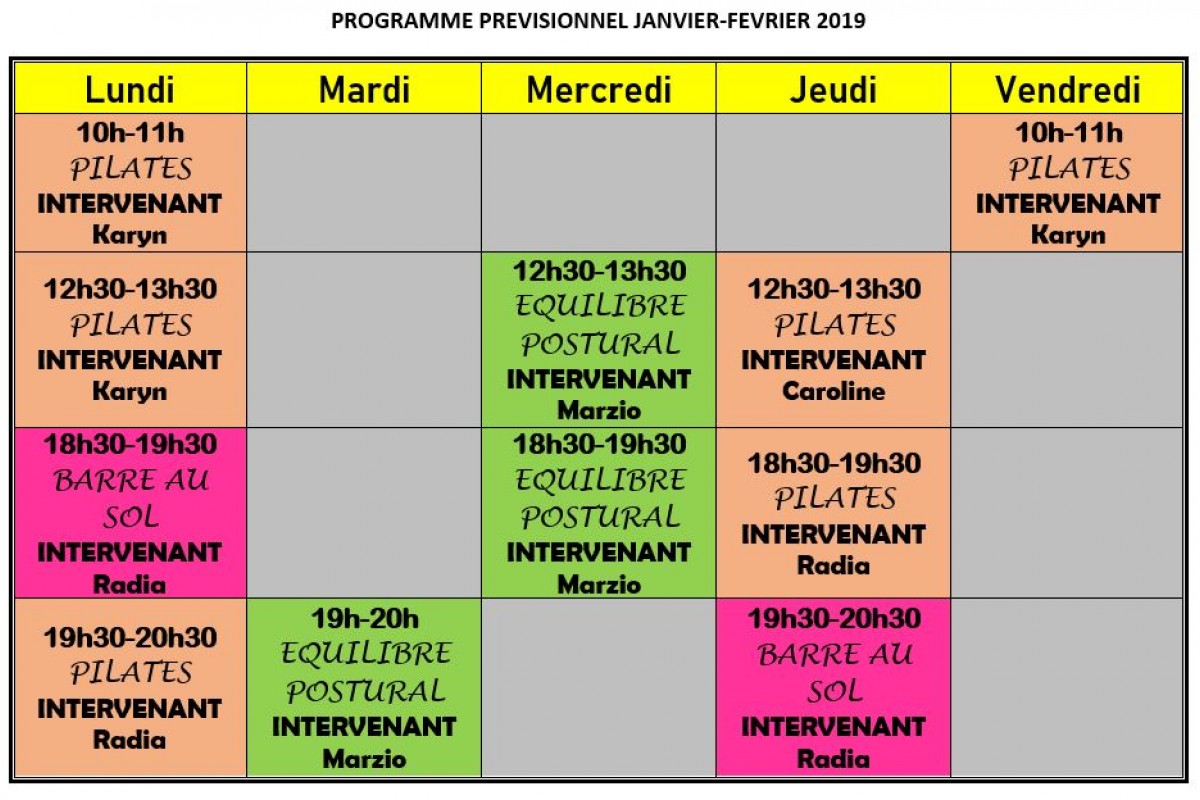 PROGRAMME PREVISIONNEL JANVIER-FEVRIER 2019
Lundi Mardi Mercredi Jeudi Vendredi
10h-11h
PILATES
INTERVENANT
Karyn
10h-11h
PILATES
INTERVENANT
Karyn
12h30-13h30
PILATES
INTERVENANT
Karyn
12h30-13h30
EQUILIBRE
POSTURAL
INTERVENANT
Marzio
12h30-13h30
PILATES
INTERVENANT
Caroline
18h30-19h30
BARRE AU
SOL
INTERVENANT
Radia
18h30-19h30
EQUILIBRE
POSTURAL
INTERVENANT
Marzio
18h30-19h30
PILATES
INTERVENANT
Radia
19h30-20h30
PILATES
INTERVENANT
Radia
19h-20h
EQUILIBRE
POSTURAL
INTERVENANT
Marzio
19h30-20h30
BARRE AU
SOL
INTERVENANT
Radia